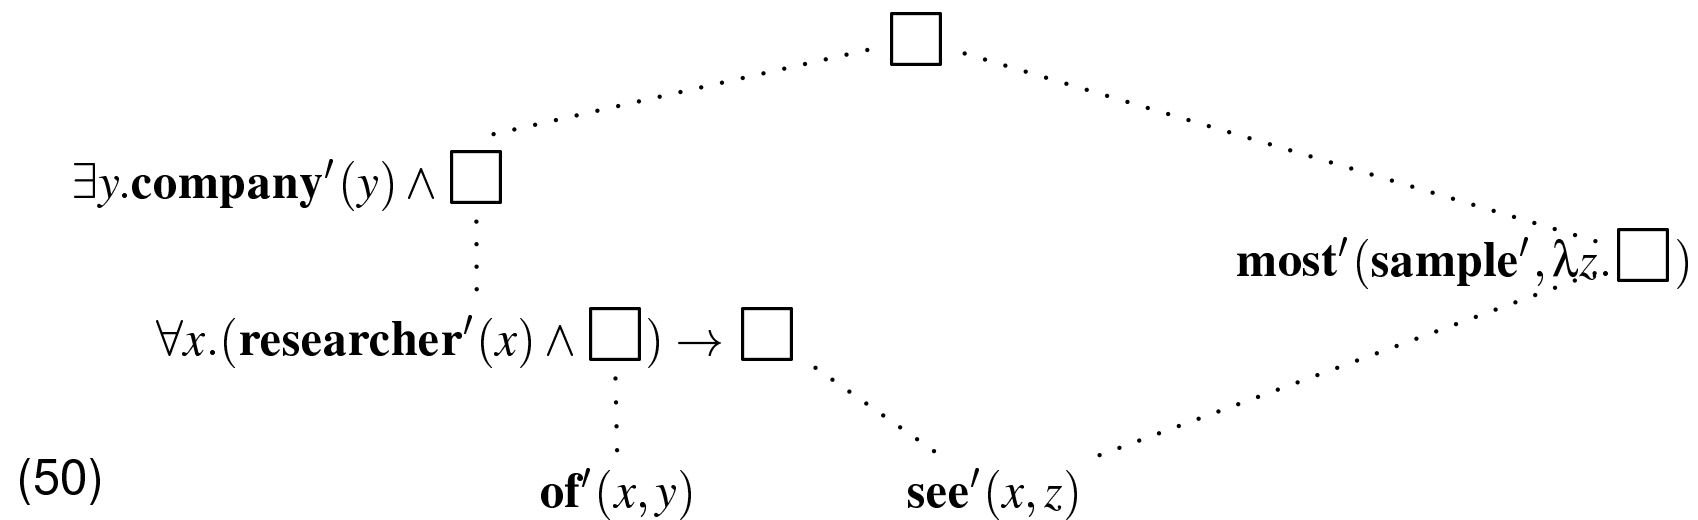 □
∃y.company′(y) ∧ □
most′(sample′, λz.□)
∀x.(researcher′(x) ∧ □) → □
(50)
of′(x, y) see′(x, z)